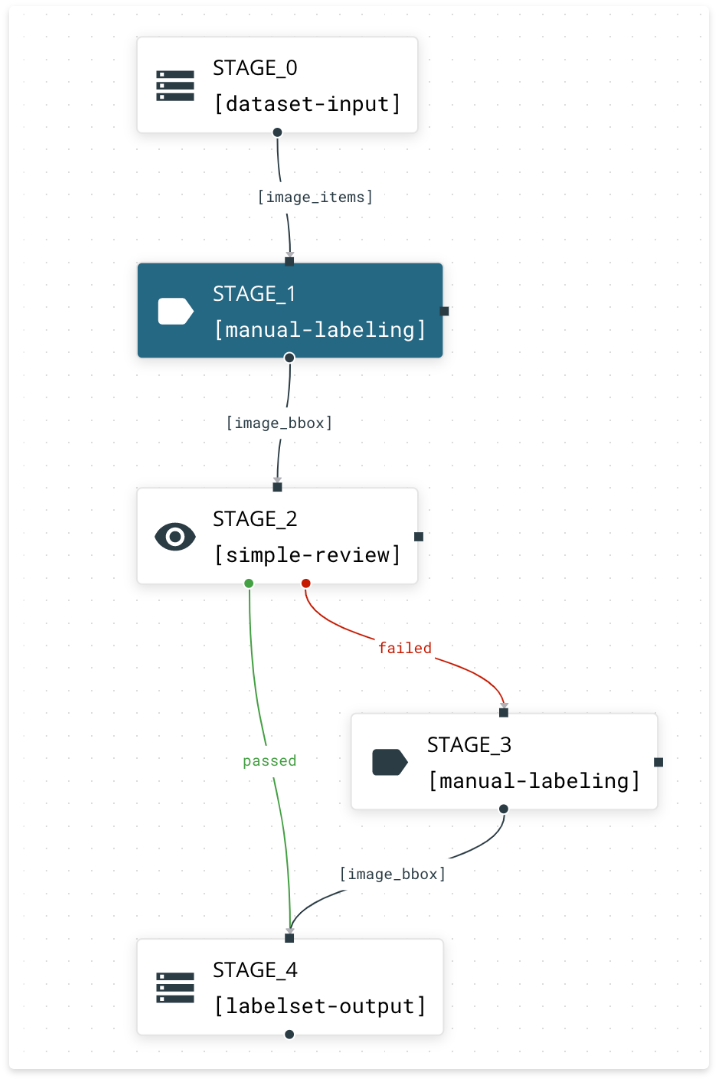 STAGE_0
[dataset-input]
[image_items]
STAGE_1
[manual-labeling]
[image_bbox]
STAGE_2
[simple-review]
failed
STAGE_3
[manual-labeling]
passed
[image_bbox]
STAGE_4
[labelset-output]